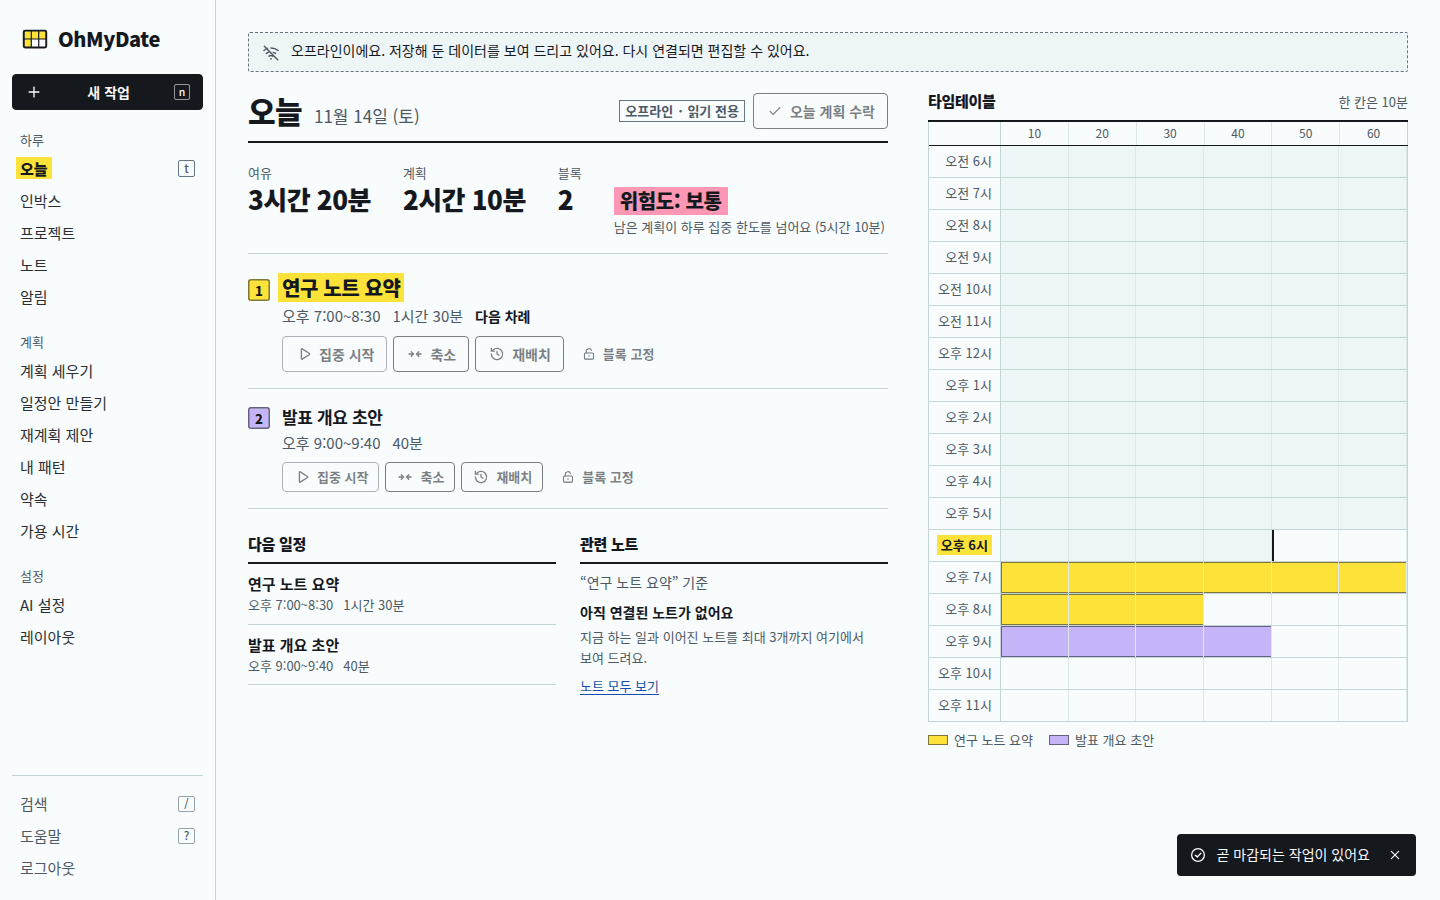 OhMyDate
새 작업 n
하루
오늘 t
인박스
프로젝트
노트
알림
계획
계획 세우기
일정안 만들기
재계획 제안
내 패턴
약속
가용 시간
설정
AI 설정
레이아웃
검색 /
도움말 ?
로그아웃
오프라인이에요. 저장해 둔 데이터를 보여 드리고 있어요. 다시 연결되면 편집할 수 있어요.
오늘 11월 14일 (토) 오프라인 · 읽기 전용 오늘 계획 수락
여유 계획 블록
3시간 20분 2시간 10분 2 위험도: 보통
남은 계획이 하루 집중 한도를 넘어요 (5시간 10분)
1 연구 노트 요약
오후 7:00~8:30 1시간 30분 다음 차례
집중 시작 축소 재배치 블록 고정
2 발표 개요 초안
오후 9:00~9:40 40분
집중 시작 축소 재배치 블록 고정
다음 일정
연구 노트 요약
오후 7:00~8:30 1시간 30분
발표 개요 초안
오후 9:00~9:40 40분
관련 노트
“연구 노트 요약” 기준
아직 연결된 노트가 없어요
지금 하는 일과 이어진 노트를 최대 3개까지 여기에서
보여 드려요.
노트 모두 보기
타임테이블 한 칸은 10분
10 20 30 40 50 60
오전 6시
오전 7시
오전 8시
오전 9시
오전 10시
오전 11시
오후 12시
오후 1시
오후 2시
오후 3시
오후 4시
오후 5시
오후 6시
오후 7시
오후 8시
오후 9시
오후 10시
오후 11시
연구 노트 요약 발표 개요 초안
곧 마감되는 작업이 있어요